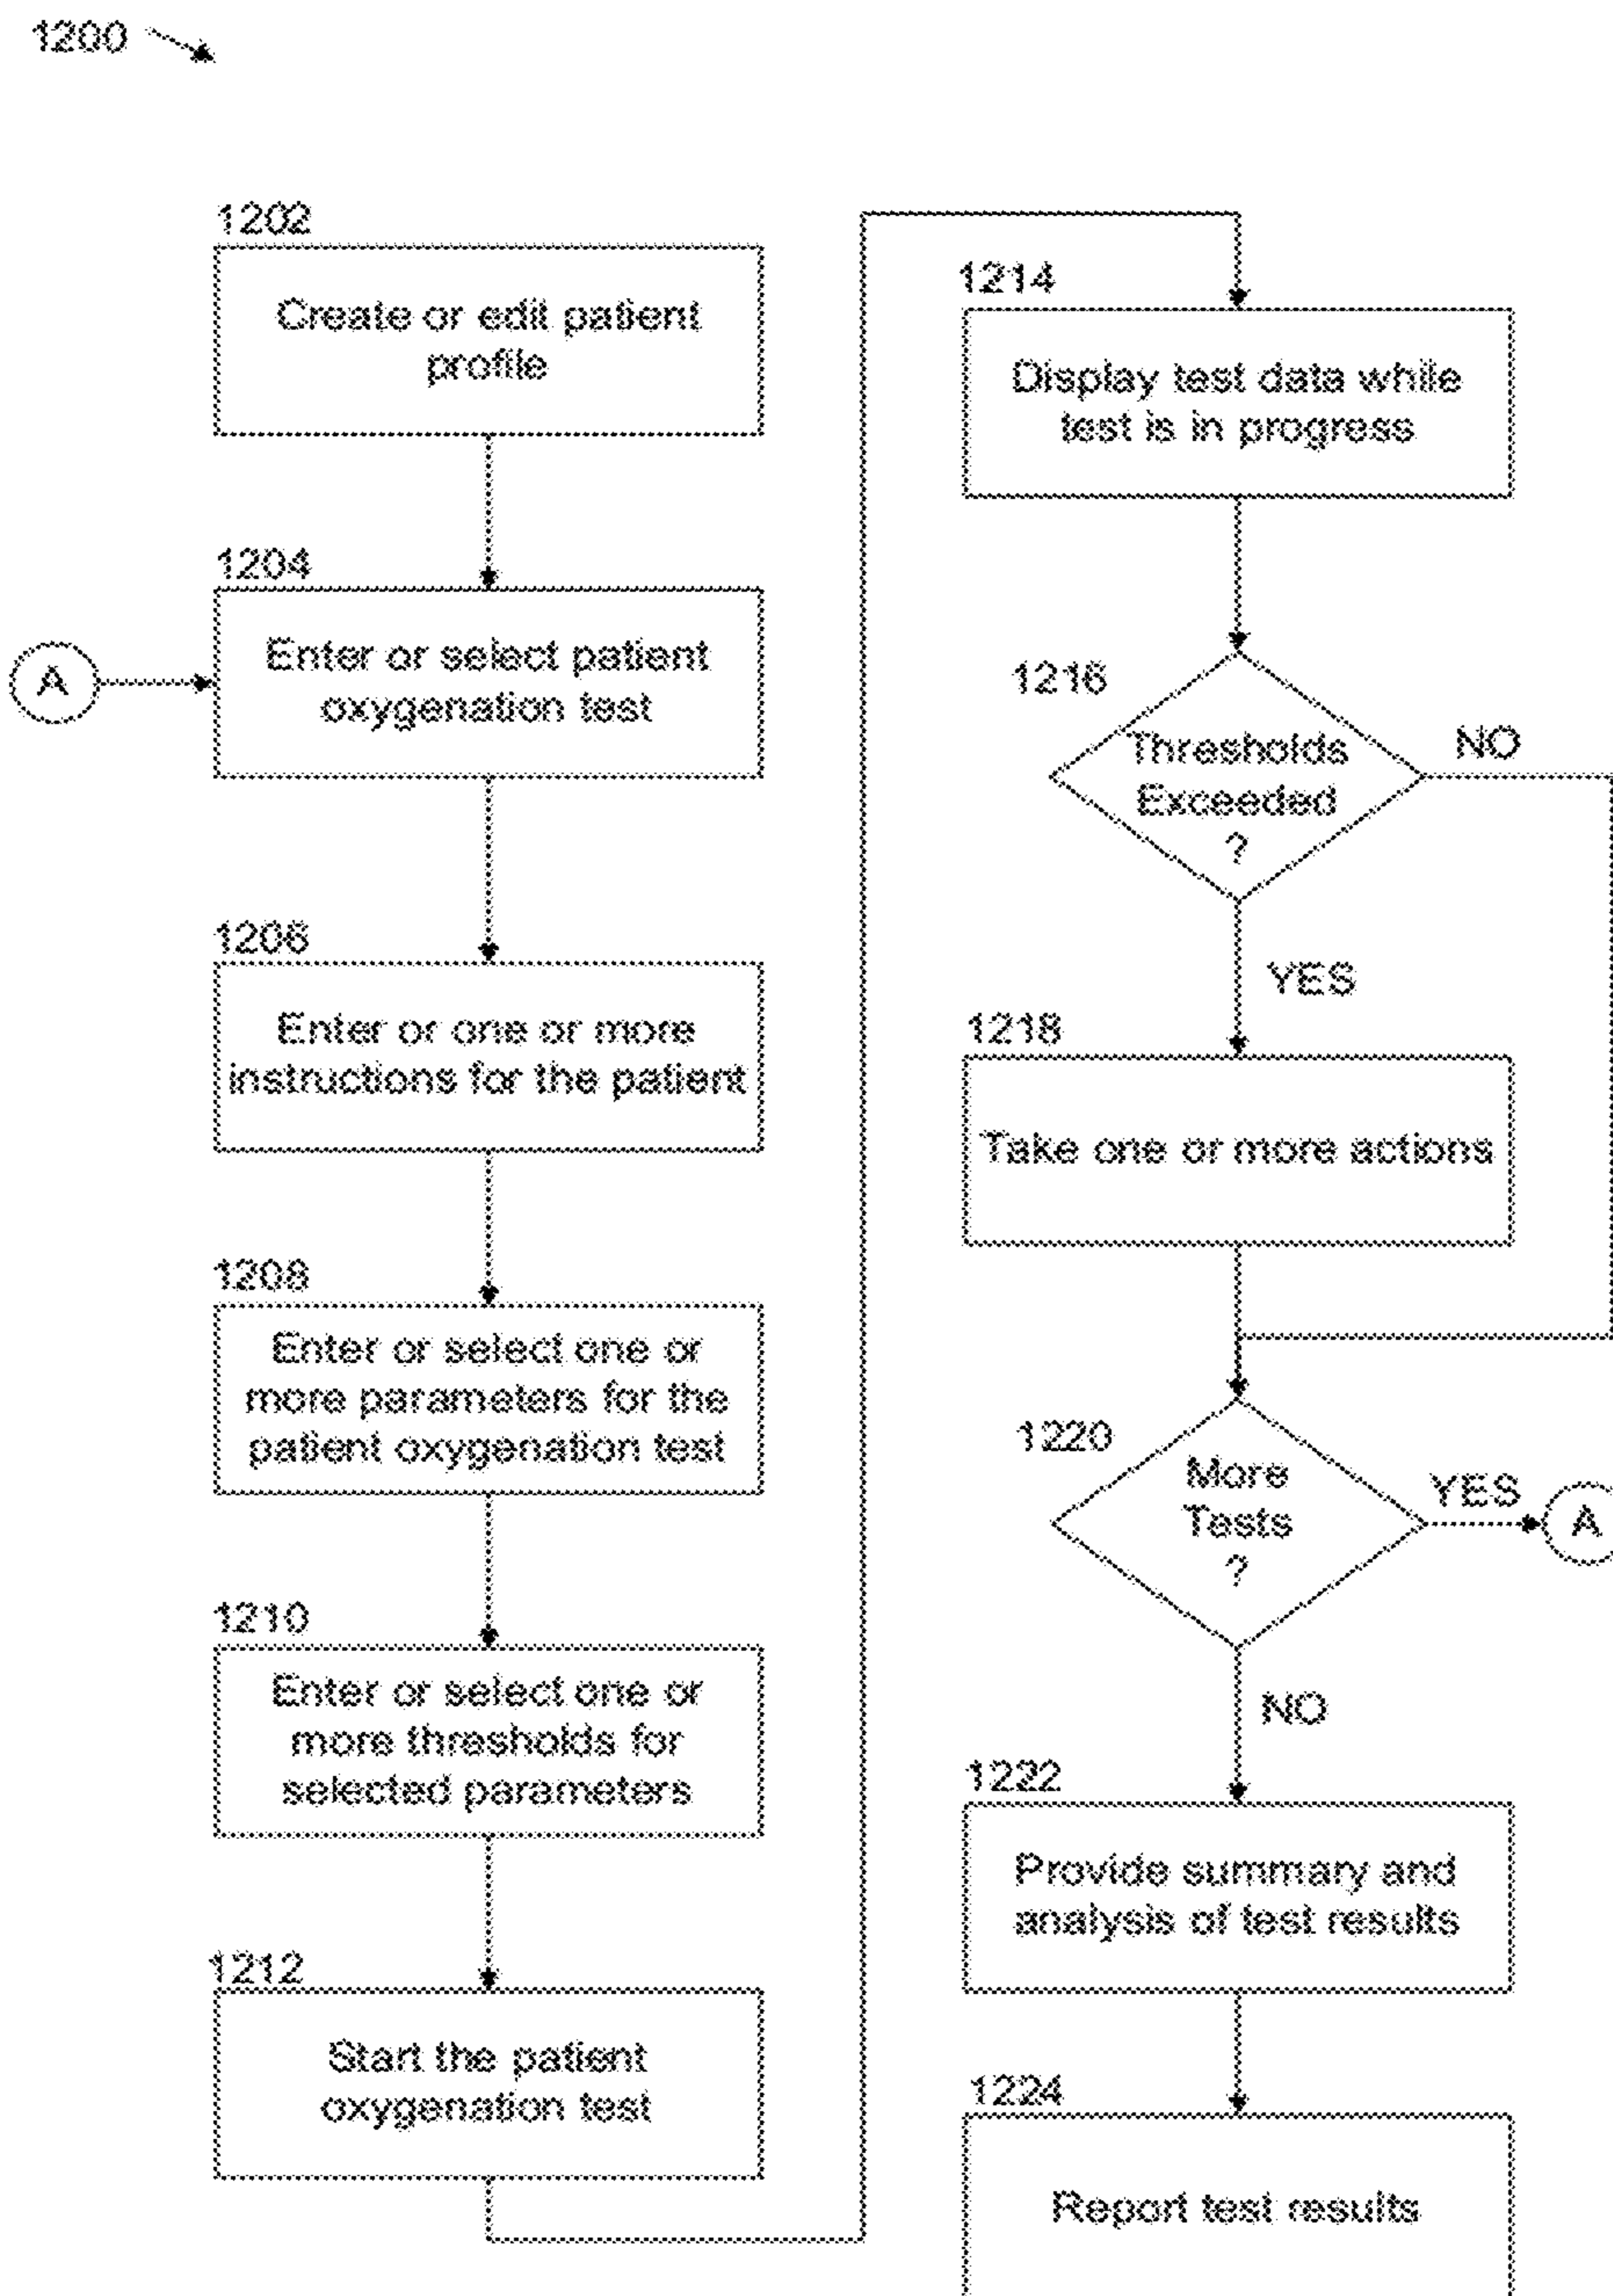 1200
1202
Create or edit patient
profile
1204
A
Enter or select patient
oxygenation test
1206
Enter or one or more
instructions for the patient
1208
Enter or select one or
more parameters for the
patient oxygenation test
1210
Enter or select one or
more thresholds for
selected parameters
1212
Start the patient
oxygenation test
1214
Display test data while
test is in progress
1216
Thresholds
Exceeded
?
NO
YES
1218
Take one or more actions
1220
More
Tests
?
YES
A
NO
1222
Provide summary and
analysis of test results
1224
Report test results